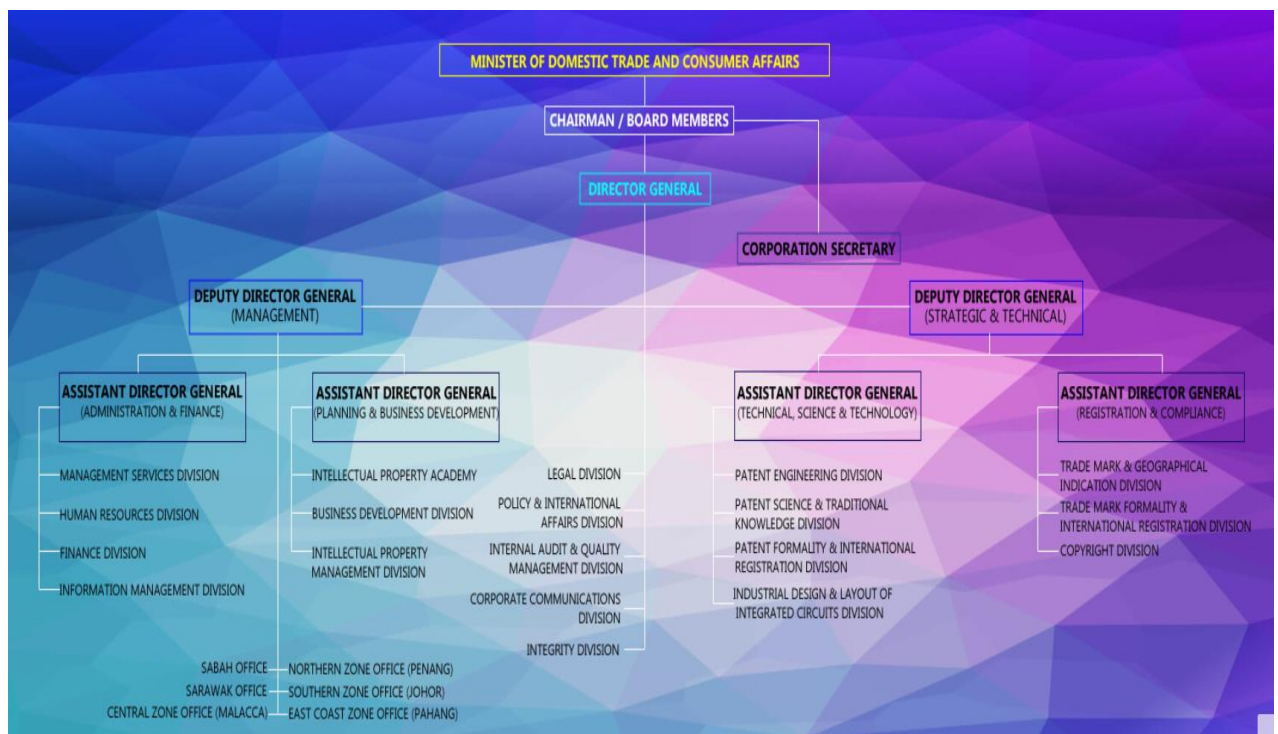 MINISTER OF DOMESTIC TRADE AND CONSUMER AFFAIRS
CHAIRMAN / BOARD MEMBERS
DIRECTOR GENERAL
CORPORATION SECRETARY
DEPUTY DIRECTOR GENERAL
(MANAGEMENT)
DEPUTY DIRECTOR GENERAL
(STRATEGIC & TECHNICAL)
ASSISTANT DIRECTOR GENERAL
(ADMINISTRATION & FINANCE)
MANAGEMENT SERVICES DIVISION
HUMAN RESOURCES DIVISION
FINANCE DIVISION
INFORMATION MANAGEMENT DIVISION
ASSISTANT DIRECTOR GENERAL
(PLANNING & BUSINESS DEVELOPMENT)
INTELLECTUAL PROPERTY ACADEMY
BUSINESS DEVELOPMENT DIVISION
INTELLECTUAL PROPERTY
MANAGEMENT DIVISION
LEGAL DIVISION
POLICY & INTERNATIONAL
AFFAIRS DIVISION
INTERNAL AUDIT & QUALITY
MANAGEMENT DIVISION
CORPORATE COMMUNICATIONS
DIVISION
INTEGRITY DIVISION
ASSISTANT DIRECTOR GENERAL
(TECHNICAL, SCIENCE & TECHNOLOGY)
PATENT ENGINEERING DIVISION
PATENT SCIENCE & TRADITIONAL
KNOWLEDGE DIVISION
PATENT FORMALITY & INTERNATIONAL
REGISTRATION DIVISION
INDUSTRIAL DESIGN & LAYOUT OF
INTEGRATED CIRCUITS DIVISION
ASSISTANT DIRECTOR GENERAL
(REGISTRATION & COMPLIANCE)
TRADE MARK & GEOGRAPHICAL
INDICATION DIVISION
TRADE MARK FORMALITY &
INTERNATIONAL REGISTRATION DIVISION
COPYRIGHT DIVISION
SABAH OFFICE
SARAWAK OFFICE
CENTRAL ZONE OFFICE (MALACCA)
NORTHERN ZONE OFFICE (PENANG)
SOUTHERN ZONE OFFICE (JOHOR)
EAST COAST ZONE OFFICE (PAHANG)